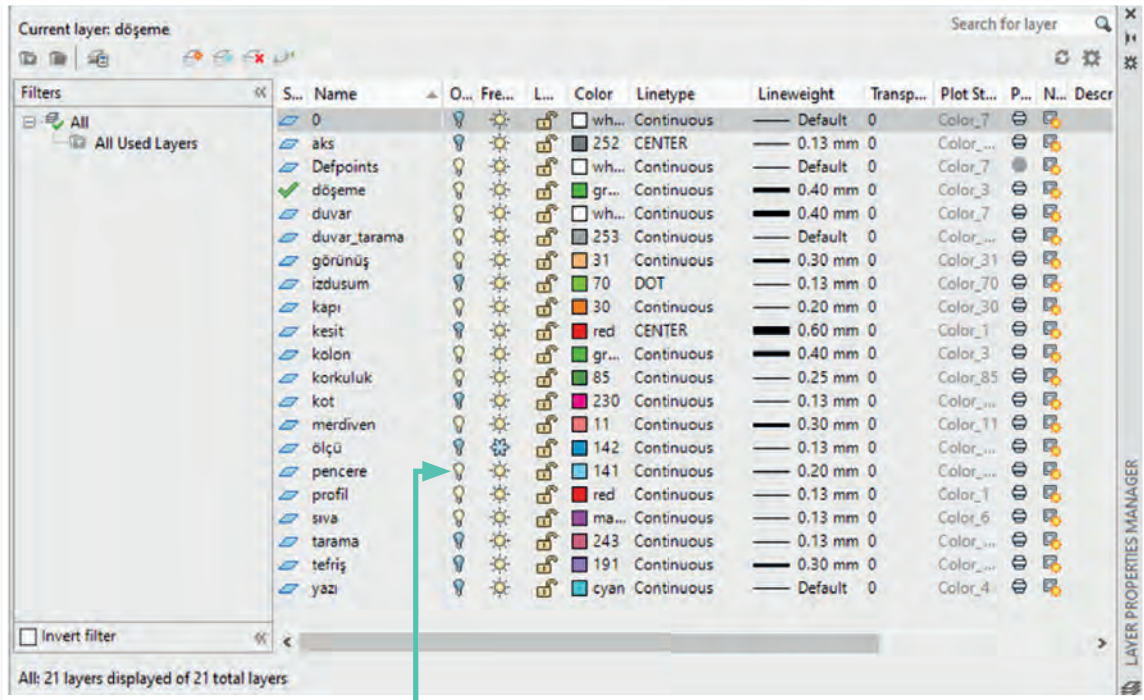 Current layer: döşeme
Search for layer
Filters
All
All Used Layers
S... Name O... Fre... L... Color Linetype Lineweight Transp... Plot St... P... N... Descr
0 wh... Continuous Default 0 Color_7
aks 252 CENTER 0.13 mm 0 Color_...
Defpoints wh... Continuous Default 0 Color_7
döşeme gr... Continuous 0.40 mm 0 Color_3
duvar wh... Continuous 0.40 mm 0 Color_7
duvar_tarama 253 Continuous Default 0 Color_...
görünüş 31 Continuous 0.30 mm 0 Color_31
izdusum 70 DOT 0.13 mm 0 Color_70
kapı 30 Continuous 0.20 mm 0 Color_30
kesit red CENTER 0.60 mm 0 Color_1
kolon gr... Continuous 0.40 mm 0 Color_3
korkuluk 85 Continuous 0.25 mm 0 Color_85
kot 230 Continuous 0.13 mm 0 Color_...
merdiven 11 Continuous 0.30 mm 0 Color_11
ölçü 142 Continuous 0.13 mm 0 Color_...
pencere 141 Continuous 0.20 mm 0 Color_...
profil red Continuous 0.13 mm 0 Color_1
sıva ma... Continuous 0.13 mm 0 Color_6
tarama 243 Continuous 0.13 mm 0 Color_...
tefriş 191 Continuous 0.30 mm 0 Color_...
yazı cyan Continuous Default 0 Color_4
Invert filter
All: 21 layers displayed of 21 total layers
LAYER PROPERTIES MANAGER